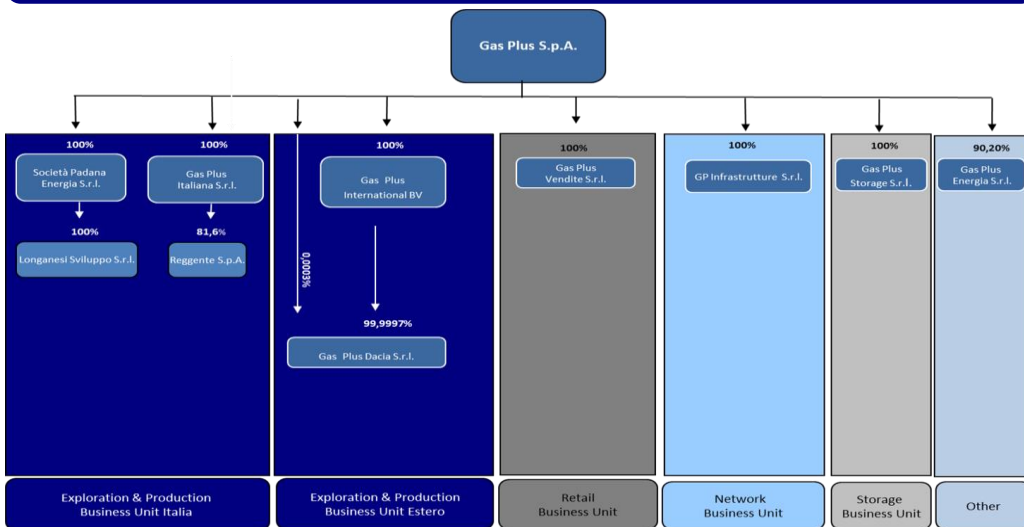 Gas Plus S.p.A.
100%
Società Padana
Energia S.r.l.
100%
Longanesi Sviluppo S.r.l.
100%
Gas Plus
Italiana S.r.l.
81,6%
Reggente S.p.A.
0,0003%
100%
Gas Plus
International BV
99,9997%
Gas Plus Dacia S.r.l.
100%
Gas Plus
Vendite S.r.l.
100%
GP Infrastrutture S.r.l.
100%
Gas Plus
Storage S.r.l.
90,20%
Gas Plus
Energia S.r.l.
Exploration & Production
Business Unit Italia
Exploration & Production
Business Unit Estero
Retail
Business Unit
Network
Business Unit
Storage
Business Unit
Other